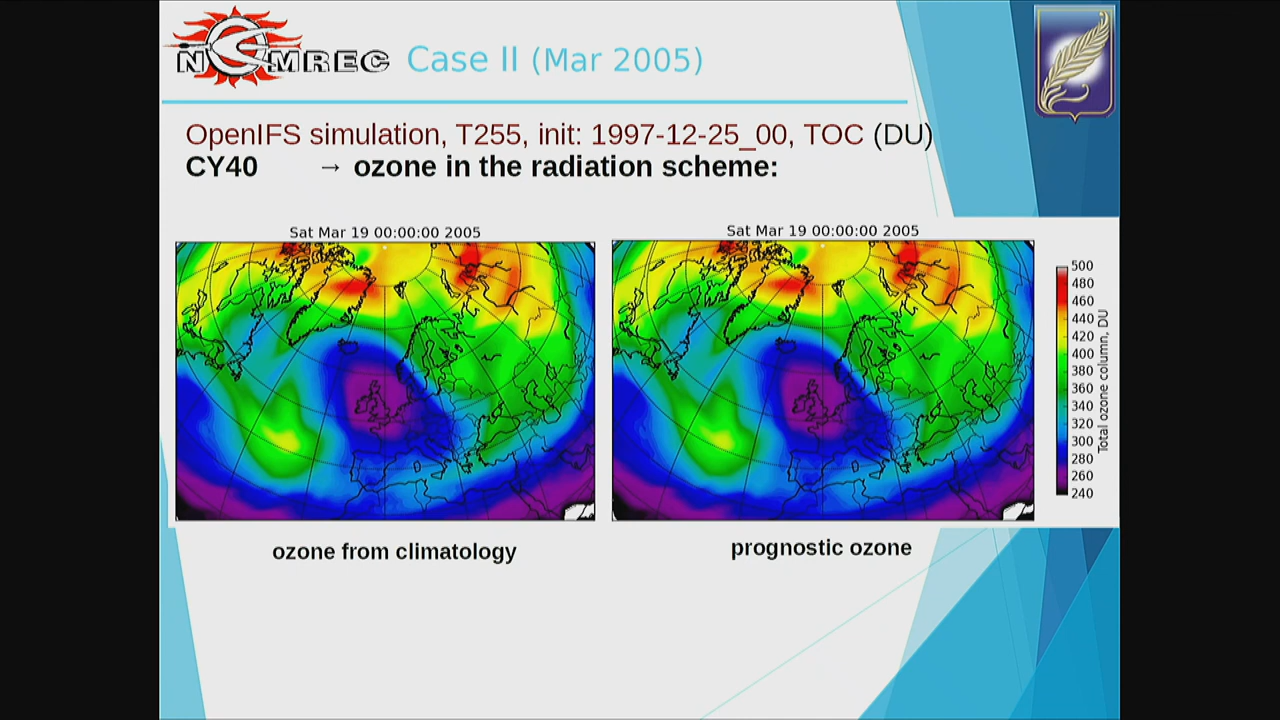 NCMREC
Case II (Mar 2005)
OpenIFS simulation, T255, init: 1997-12-25_00, TOC (DU)
CY40 → ozone in the radiation scheme:
Sat Mar 19 00:00:00 2005
Sat Mar 19 00:00:00 2005
500
480
460
440
420
400
380
360
340
320
300
280
260
240
Total ozone column, DU
ozone from climatology
prognostic ozone